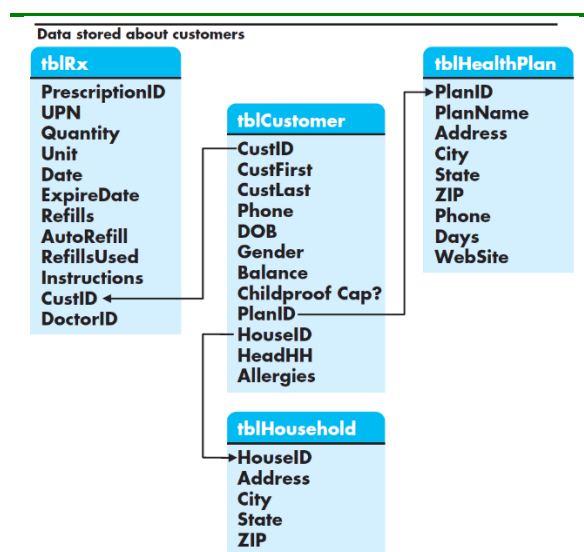 Data stored about customers
tblRx
PrescriptionID
UPN
Quantity
Unit
Date
ExpireDate
Refills
AutoRefill
RefillsUsed
Instructions
CustID
DoctorID
tblCustomer
CustID
CustFirst
CustLast
Phone
DOB
Gender
Balance
Childproof Cap?
PlanID
HouseID
HeadHH
Allergies
tblHousehold
HouseID
Address
City
State
ZIP
tblHealthPlan
PlanID
PlanName
Address
City
State
ZIP
Phone
Days
WebSite